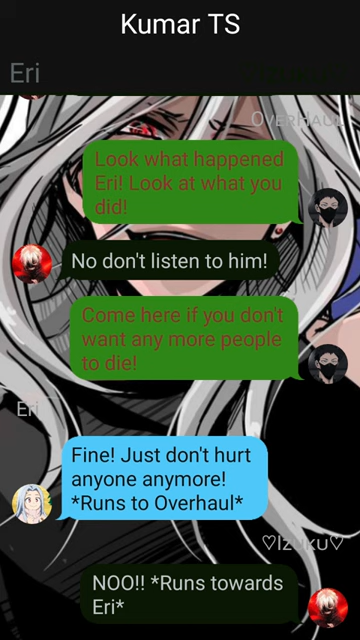 Kumar TS
Eri
OVERHAUL
Look what happened
Eri! Look at what you
did!
No don't listen to him!
Come here if you don't
want any more people
to die!
Eri
Fine! Just don't hurt
anyone anymore!
*Runs to Overhaul*
♡Izuku♡
NOO!! *Runs towards
Eri*